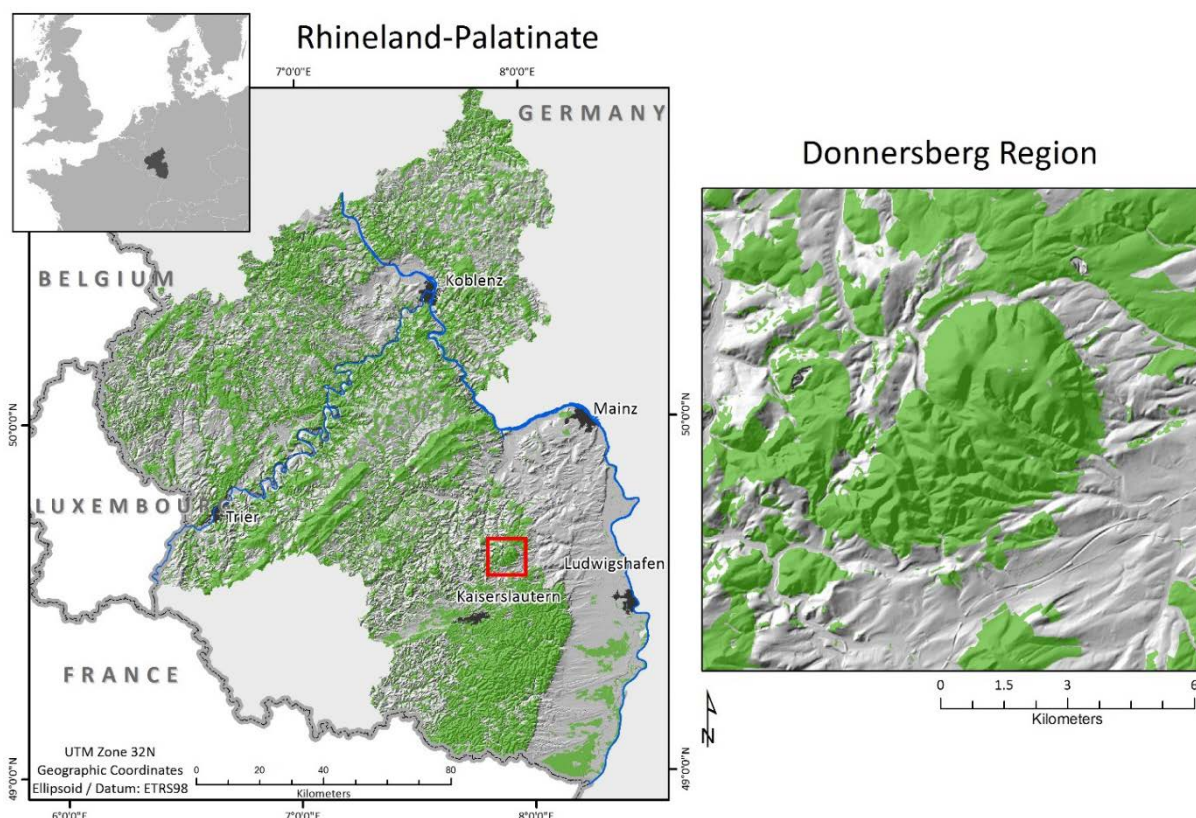 Rhineland-Palatinate
7°0'0"E
8°0'0"E
GERMANY
BELGIUM
Koblenz
Mainz
50°0'0"N
50°0'0"N
LUXEMBOURG
Trier
Ludwigshafen
Kaiserslautern
FRANCE
UTM Zone 32N
Geographic Coordinates
Ellipsoid / Datum: ETRS98
0 20 40 60 80
Kilometers
49°0'0"N
49°0'0"N
6°0'0"E
7°0'0"E
8°0'0"E
Donnersberg Region
N
0 1.5 3 6
Kilometers